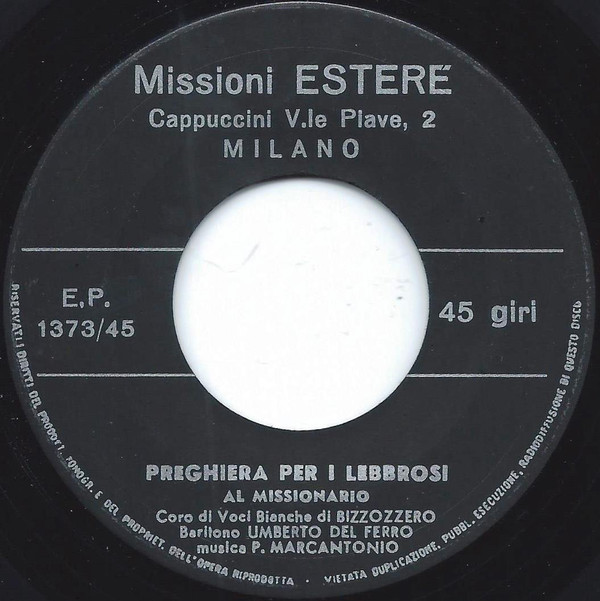 Missioni ESTERE
Cappuccini V.le Piave, 2
MILANO
E.P.
1373/45
45 giri
PREGHIERA PER I LEBBROSI
AL MISSIONARIO
Coro di Voci Bianche di BIZZOZZERO
Baritono UMBERTO DEL FERRO
musica P. MARCANTONIO
RISERVATI I DIRITTI DEL PRODOTT. FONOGR. E DEL PROPRIET. DELL'OPERA RIPRODOTTA · VIETATA DUPLICAZIONE, PUBBL. ESECUZIONE, RADIODIFFUSIONE DI QUESTO DISCO